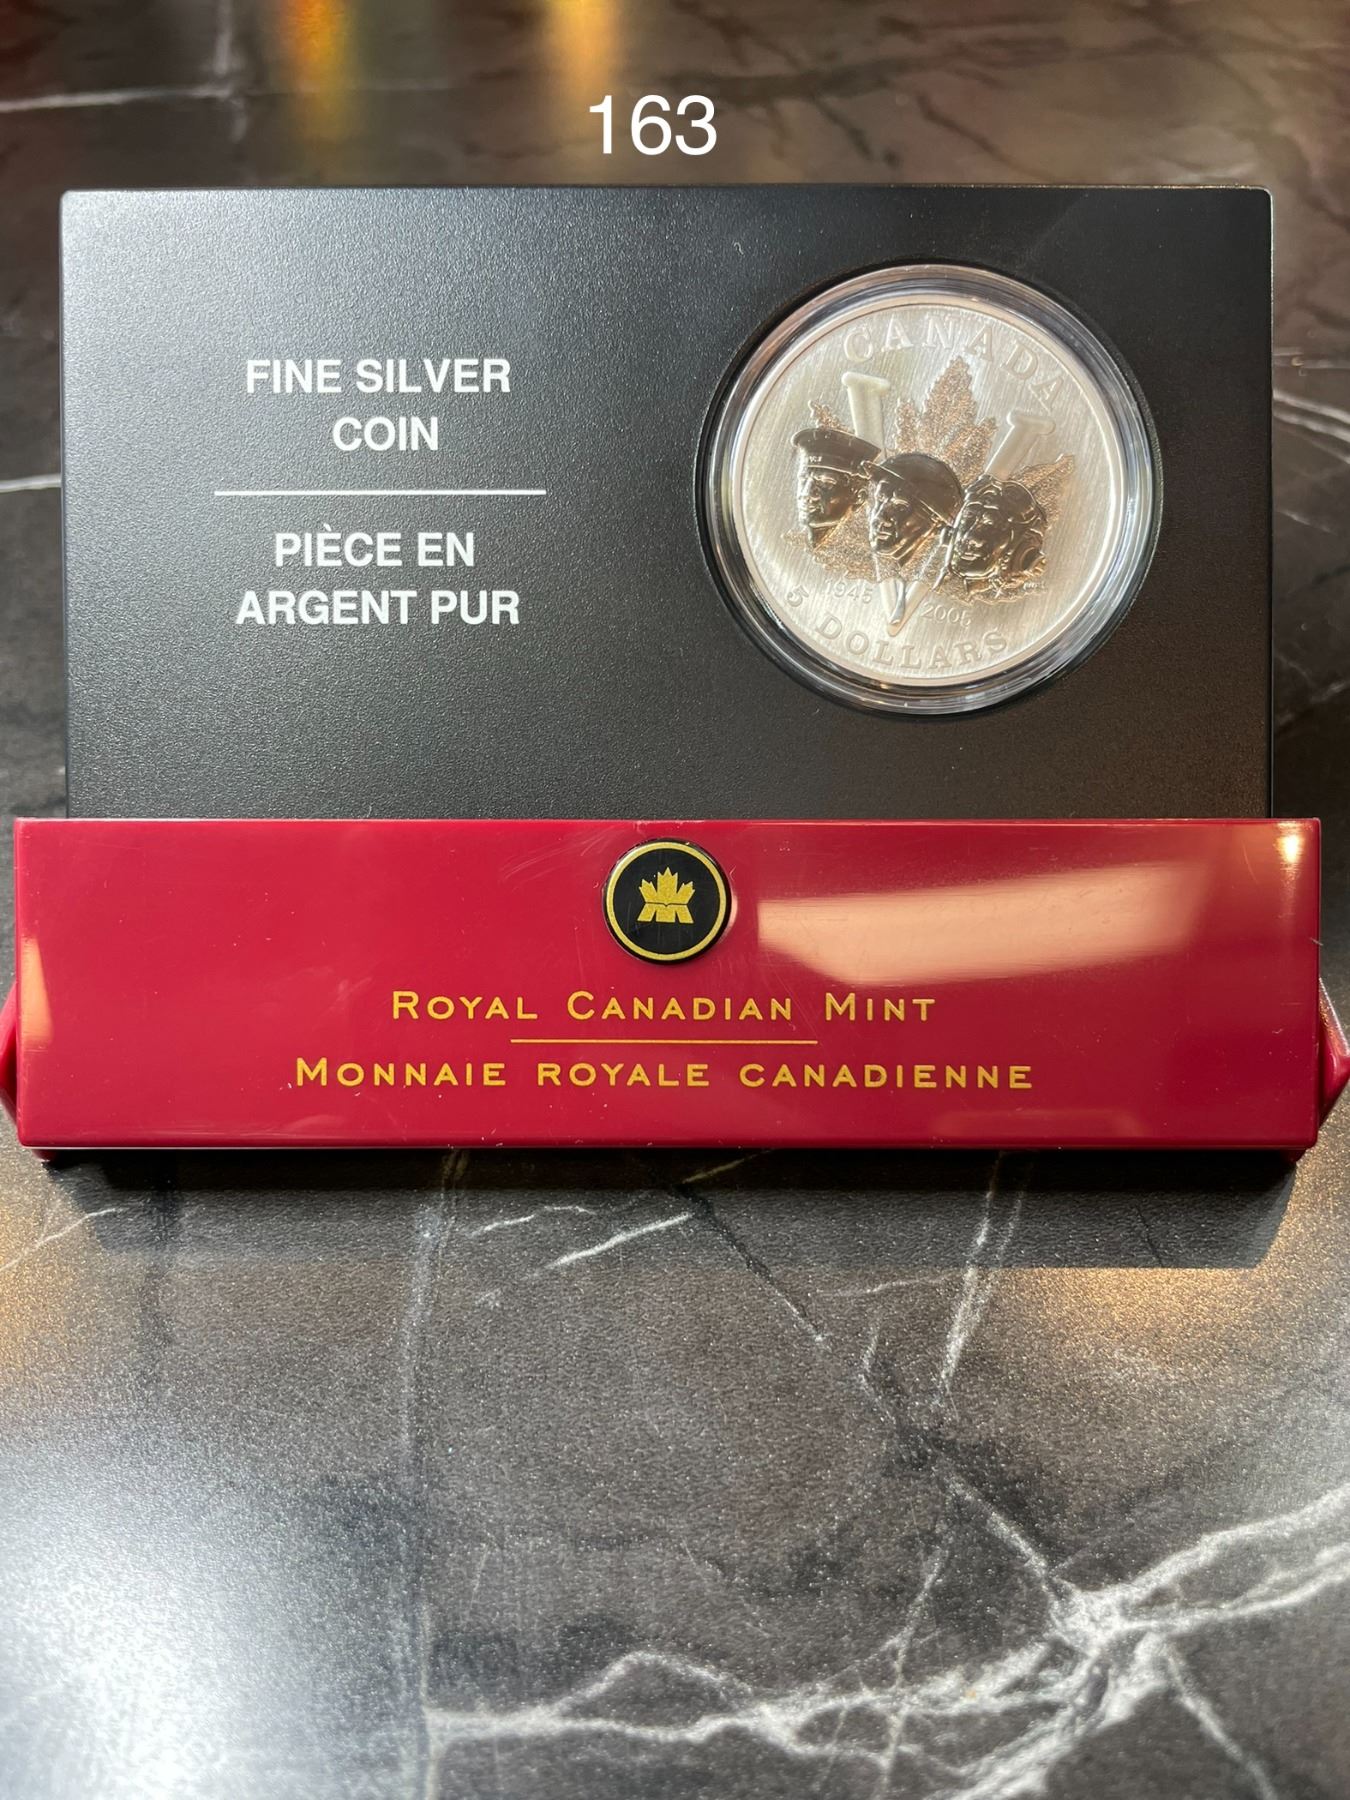 163
FINE SILVER
COIN
PIÈCE EN
ARGENT PUR
CANADA
1945 2005
5 DOLLARS
ROYAL CANADIAN MINT
MONNAIE ROYALE CANADIENNE